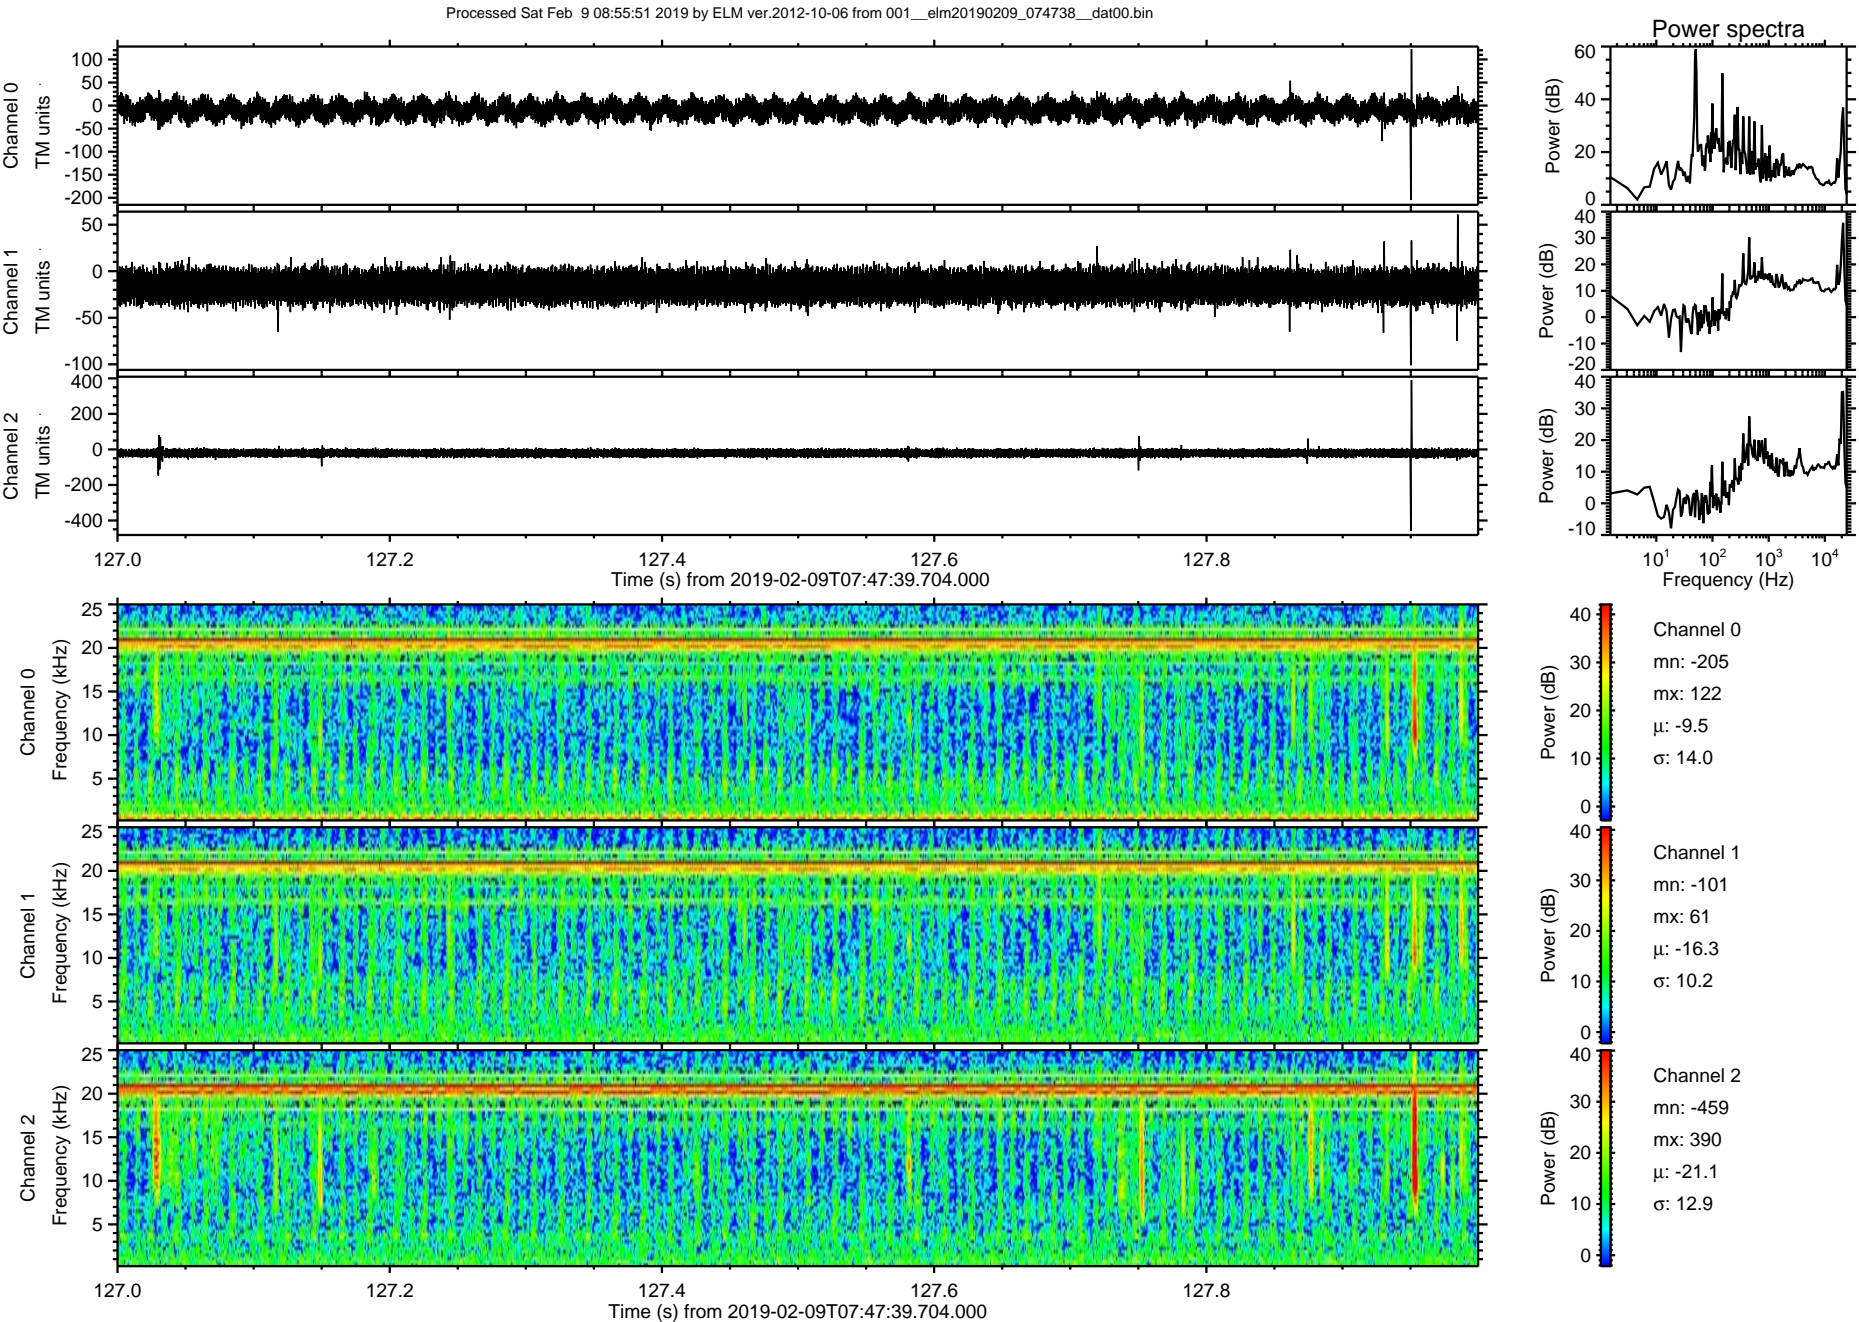 Processed Sat Feb  9 08:55:51 2019 by ELM ver.2012-10-06 from 001__elm20190209_074738__dat00.bin
Power spectra
Channel 0
TM units
100
50
0
-50
-100
-150
-200
Power (dB)
60
40
20
0
Channel 1
TM units
50
0
-50
-100
Power (dB)
40
30
20
10
0
-10
-20
Channel 2
TM units
400
200
0
-200
-400
Power (dB)
40
30
20
10
0
-10
127.0 127.2 127.4 127.6 127.8
Time (s) from 2019-02-09T07:47:39.704.000
10^1 10^2 10^3 10^4
Frequency (Hz)
Channel 0
Frequency (kHz)
25
20
15
10
5
Power (dB)
40
30
20
10
0
Channel 0
mn: -205
mx: 122
μ: -9.5
σ: 14.0
Channel 1
Frequency (kHz)
25
20
15
10
5
Power (dB)
40
30
20
10
0
Channel 1
mn: -101
mx: 61
μ: -16.3
σ: 10.2
Channel 2
Frequency (kHz)
25
20
15
10
5
Power (dB)
40
30
20
10
0
Channel 2
mn: -459
mx: 390
μ: -21.1
σ: 12.9
127.0 127.2 127.4 127.6 127.8
Time (s) from 2019-02-09T07:47:39.704.000